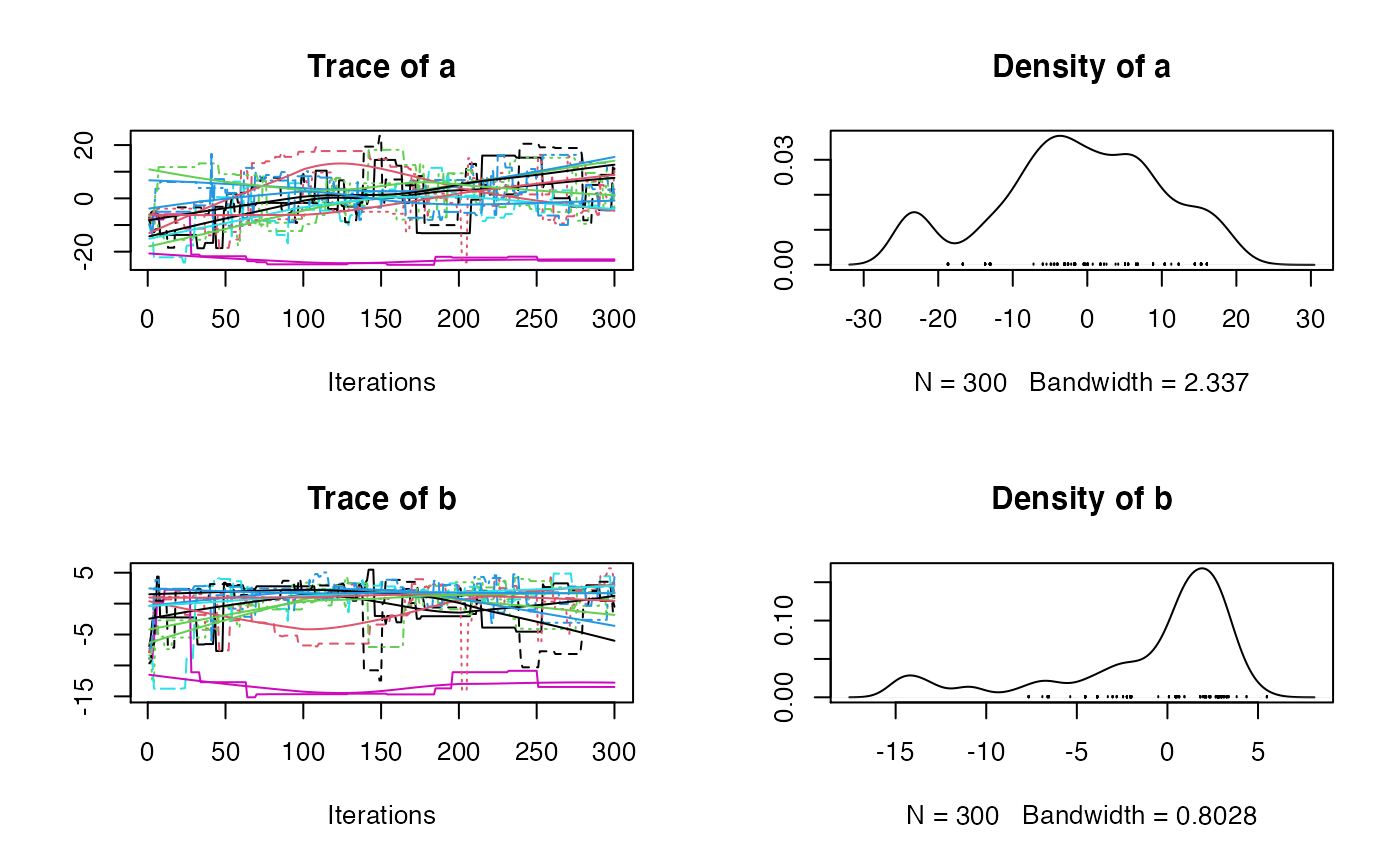 Trace of a
20
0
-20
0 50 100 150 200 250 300
Iterations
Density of a
0.03
0.00
-30 -20 -10 0 10 20 30
N = 300 Bandwidth = 2.337
Trace of b
5
-5
-15
0 50 100 150 200 250 300
Iterations
Density of b
0.10
0.00
-15 -10 -5 0 5
N = 300 Bandwidth = 0.8028